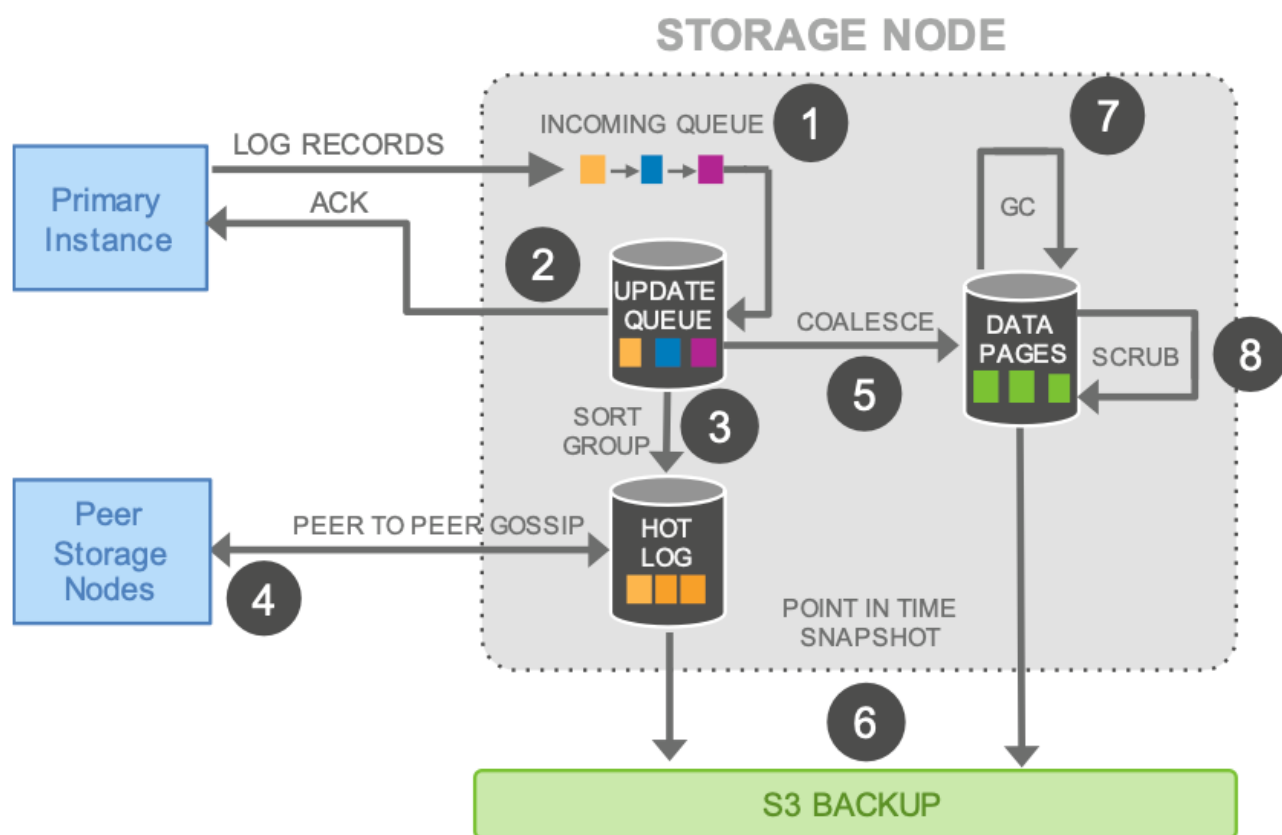 STORAGE NODE
INCOMING QUEUE
1
7
LOG RECORDS
Primary
Instance
ACK
GC
2
UPDATE
QUEUE
COALESCE
DATA
PAGES
SCRUB
8
5
SORT
GROUP
3
Peer
Storage
Nodes
PEER TO PEER GOSSIP
HOT
LOG
4
POINT IN TIME
SNAPSHOT
6
S3 BACKUP